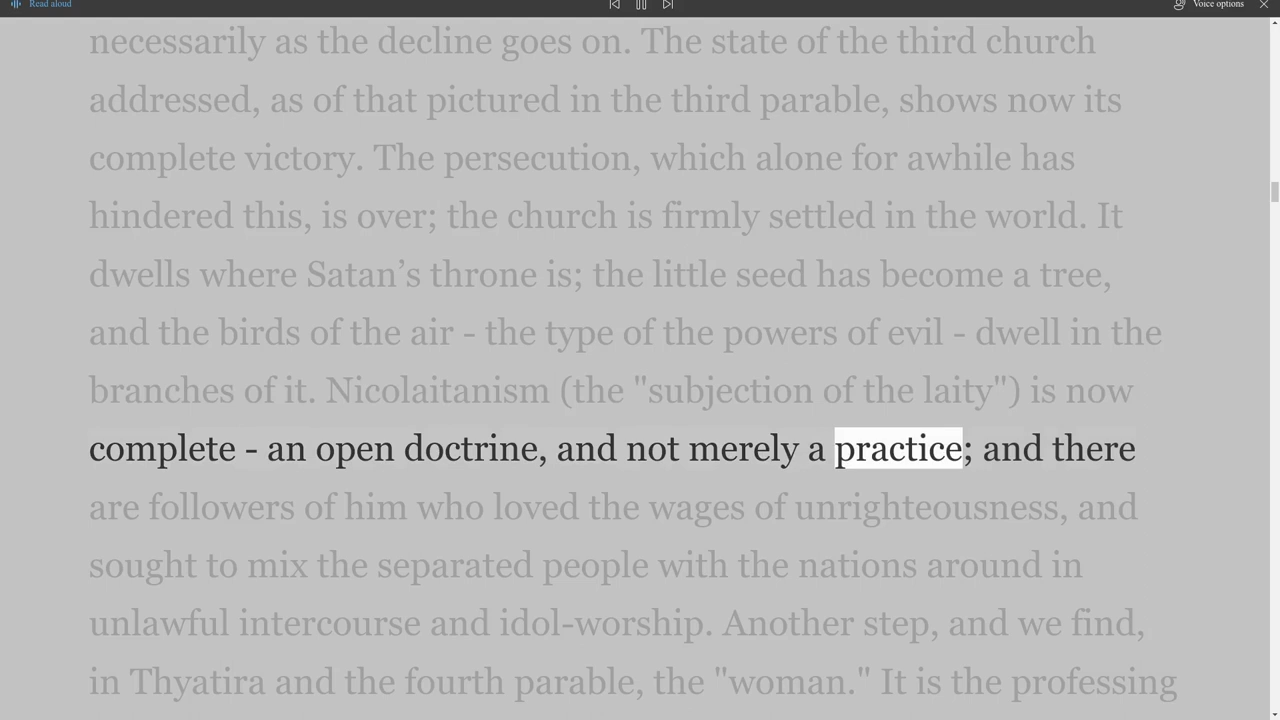 Read aloud
Voice options
necessarily as the decline goes on. The state of the third church
addressed, as of that pictured in the third parable, shows now its
complete victory. The persecution, which alone for awhile has
hindered this, is over; the church is firmly settled in the world. It
dwells where Satan’s throne is; the little seed has become a tree,
and the birds of the air - the type of the powers of evil - dwell in the
branches of it. Nicolaitanism (the "subjection of the laity") is now
complete - an open doctrine, and not merely a practice; and there
are followers of him who loved the wages of unrighteousness, and
sought to mix the separated people with the nations around in
unlawful intercourse and idol-worship. Another step, and we find,
in Thyatira and the fourth parable, the "woman." It is the professing